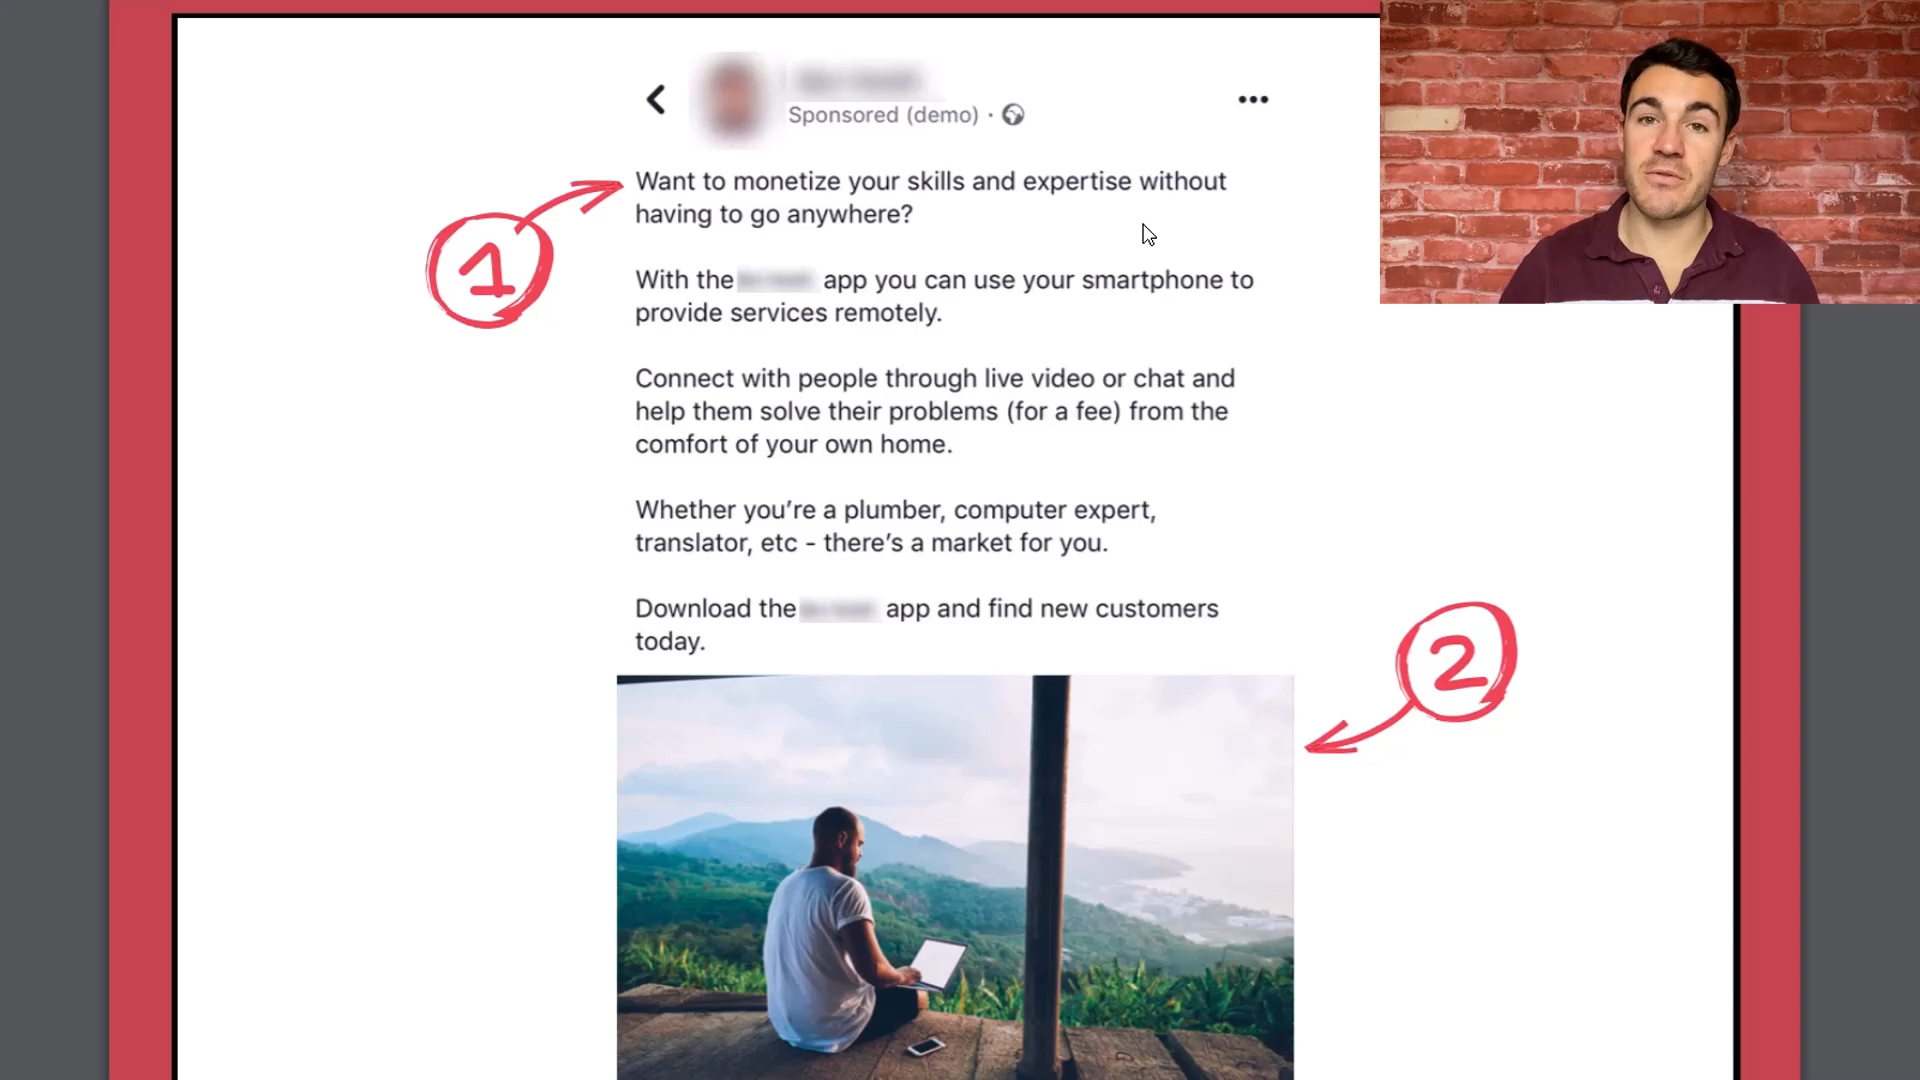 Sponsored (demo) ·
Want to monetize your skills and expertise without
having to go anywhere?
1
With the app you can use your smartphone to
provide services remotely.
Connect with people through live video or chat and
help them solve their problems (for a fee) from the
comfort of your own home.
Whether you're a plumber, computer expert,
translator, etc - there's a market for you.
Download the app and find new customers
today.
2